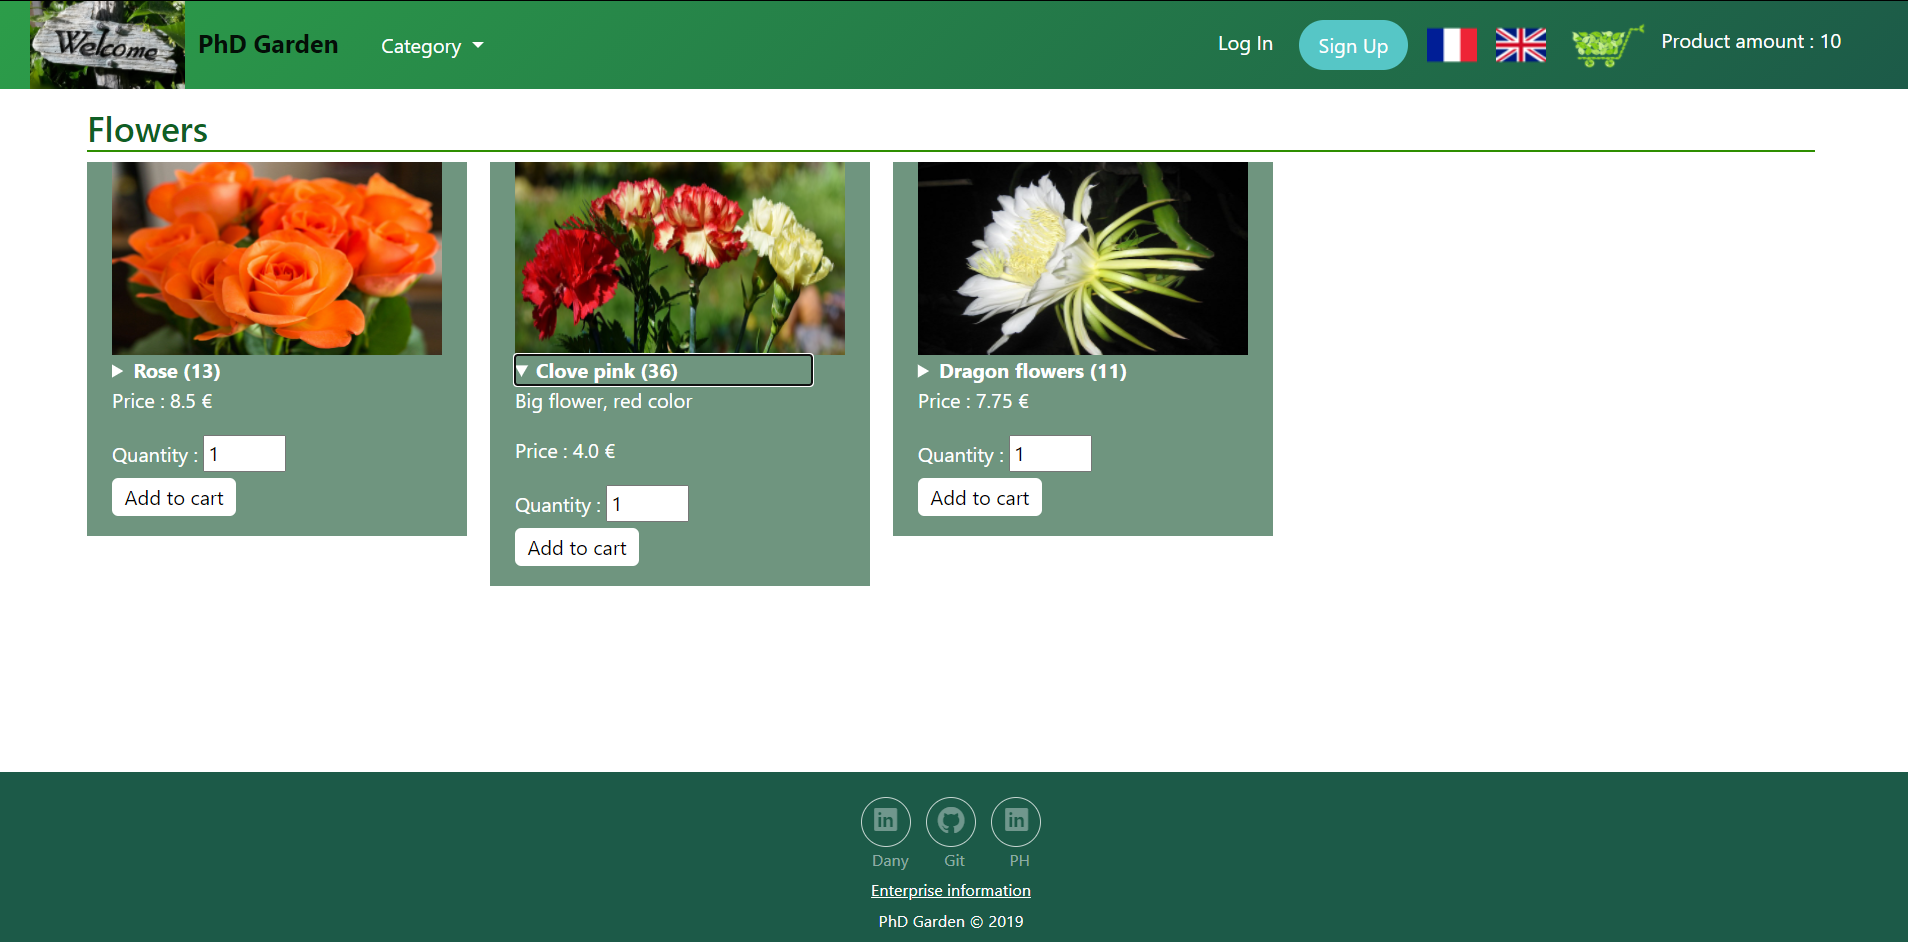 Welcome
PhD Garden
Category
Log In
Sign Up
Product amount : 10
Flowers
Rose (13)
Price : 8.5 €
Quantity : 1
Add to cart
Clove pink (36)
Big flower, red color
Price : 4.0 €
Quantity : 1
Add to cart
Dragon flowers (11)
Price : 7.75 €
Quantity : 1
Add to cart
in
in
Dany
Git
PH
Enterprise information
PhD Garden © 2019